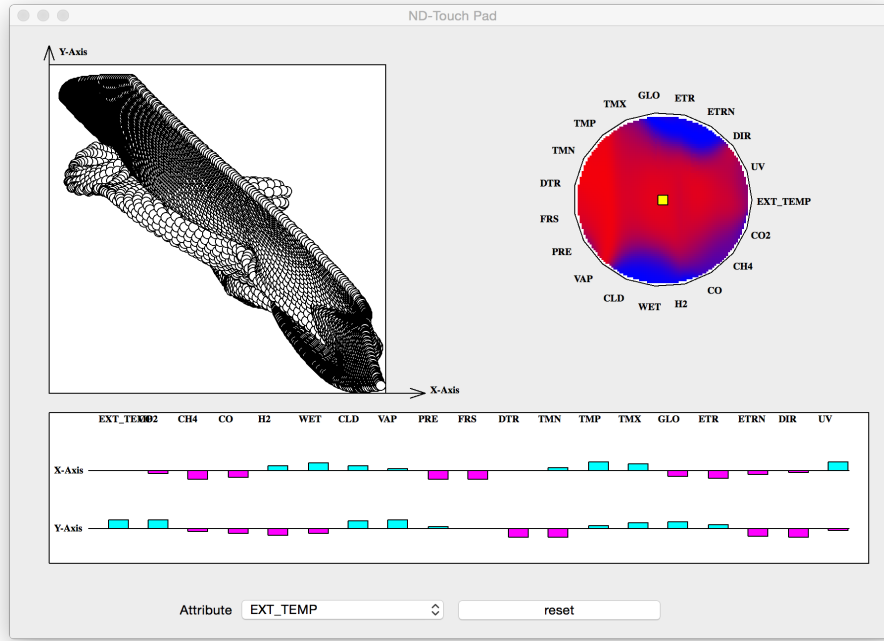 ND-Touch Pad
Y-Axis
X-Axis
GLO
ETR
TMX
ETRN
TMP
DIR
TMN
UV
DTR
EXT_TEMP
FRS
CO2
PRE
CH4
VAP
CO
CLD
WET
H2
EXT_TEMP CO2 CH4 CO H2 WET CLD VAP PRE FRS DTR TMN TMP TMX GLO ETR ETRN DIR UV
X-Axis
Y-Axis
Attribute EXT_TEMP reset